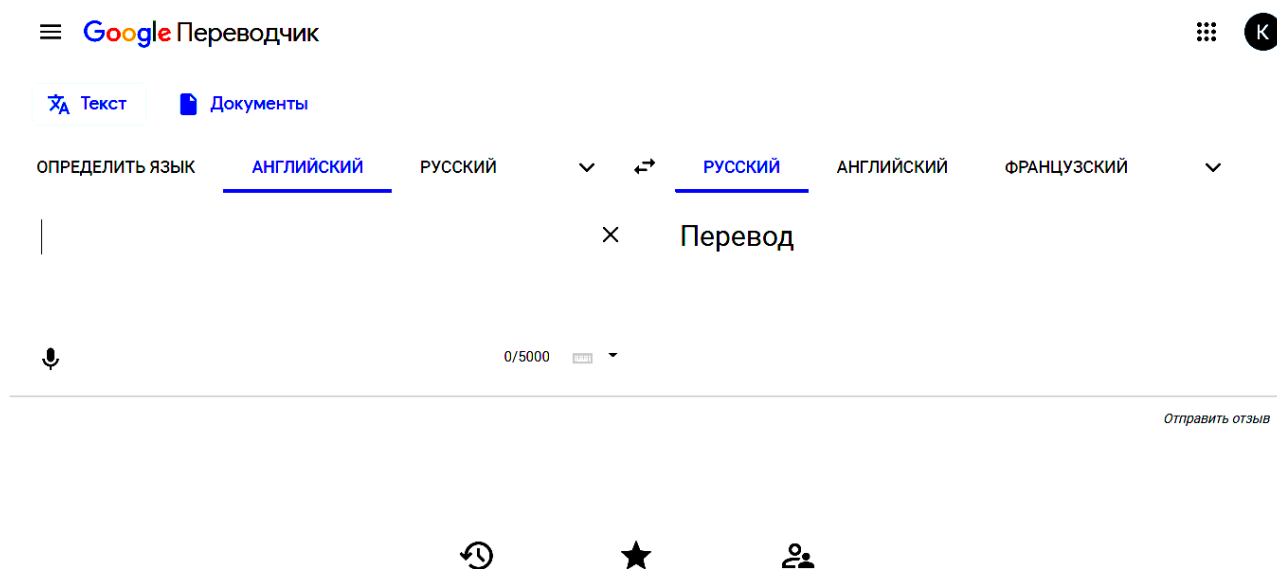 Google Переводчик
К
Текст Документы
ОПРЕДЕЛИТЬ ЯЗЫК АНГЛИЙСКИЙ РУССКИЙ РУССКИЙ АНГЛИЙСКИЙ ФРАНЦУЗСКИЙ
Перевод
0/5000
Отправить отзыв